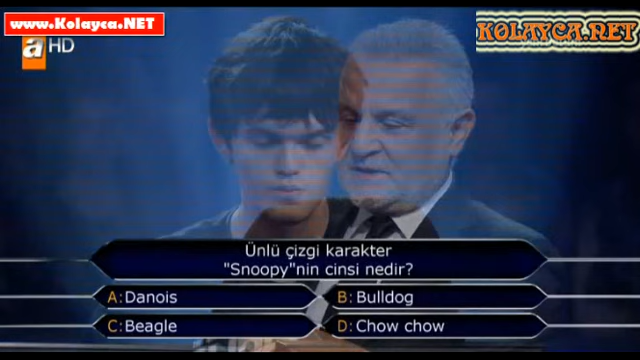 www.Kolayca.NET
KOLAYCA.NET
a HD
Ünlü çizgi karakter
"Snoopy"nin cinsi nedir?
A: Danois
B: Bulldog
C: Beagle
D: Chow chow